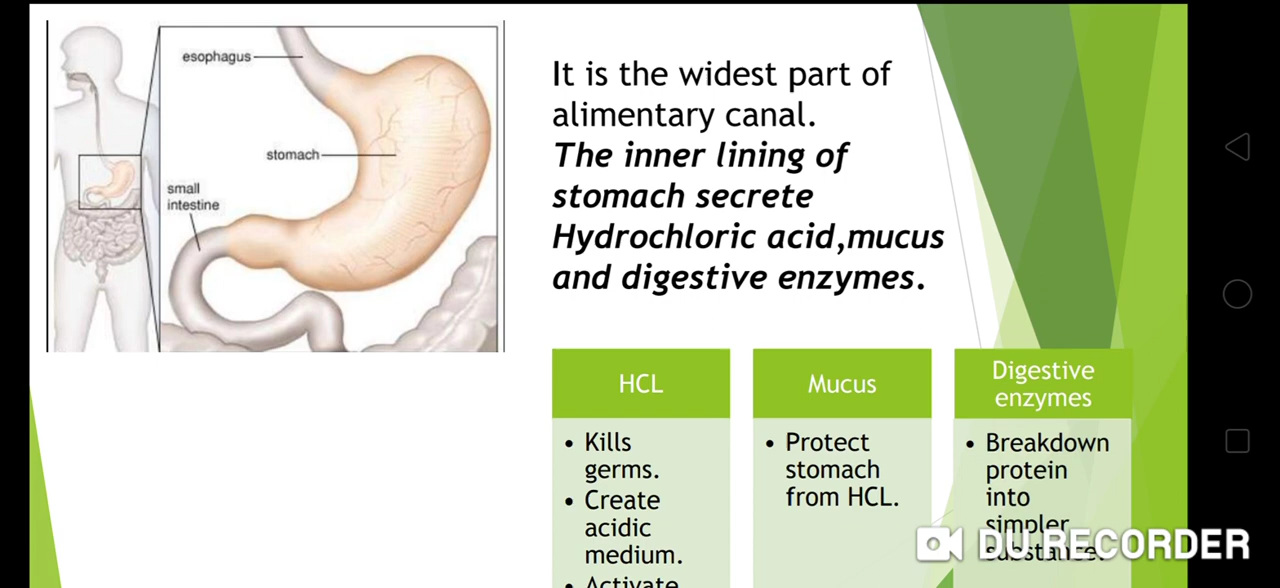 esophagus
stomach
small
intestine
It is the widest part of
alimentary canal.
The inner lining of
stomach secrete
Hydrochloric acid,mucus
and digestive enzymes.
HCL
• Kills
germs.
• Create
acidic
medium.
• Activate
Mucus
• Protect
stomach
from HCL.
Digestive
enzymes
• Breakdown
protein
into
simpler
substance.
DU RECORDER